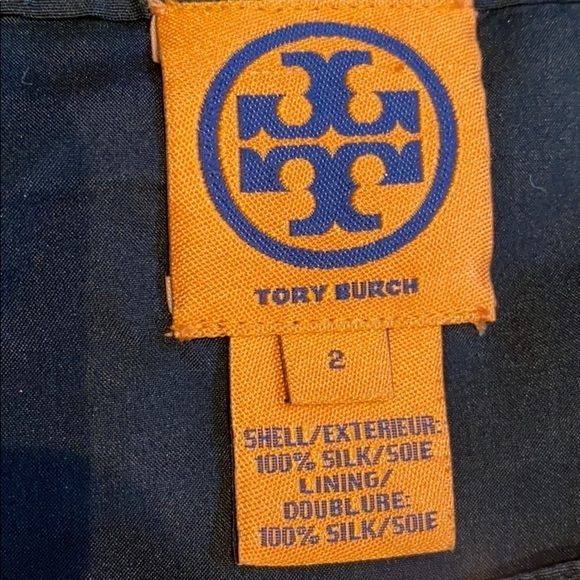 TORY BURCH
2
SHELL/EXTERIEUR:
100% SILK/SOIE
LINING/
DOUBLURE:
100% SILK/SOIE